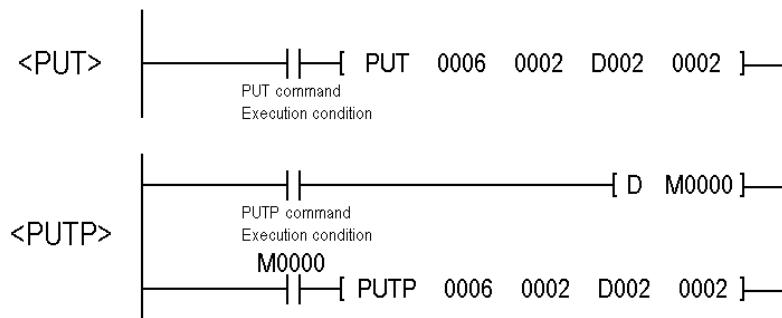 <PUT> [ PUT 0006 0002 D002 0002 ]
PUT command
Execution condition
[ D M0000 ]
PUTP command
<PUTP>
Execution condition
M0000
[ PUTP 0006 0002 D002 0002 ]